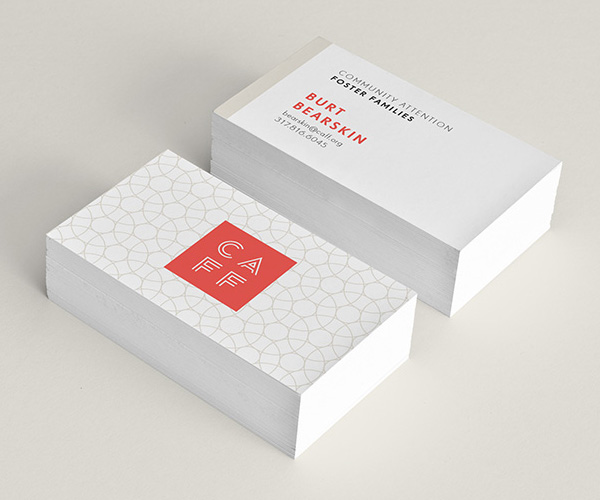 COMMUNITY ATTENTION
FOSTER FAMILIES
BURT
BEARSKIN
bearskin@caff.org
317.816.6045
CA
FF